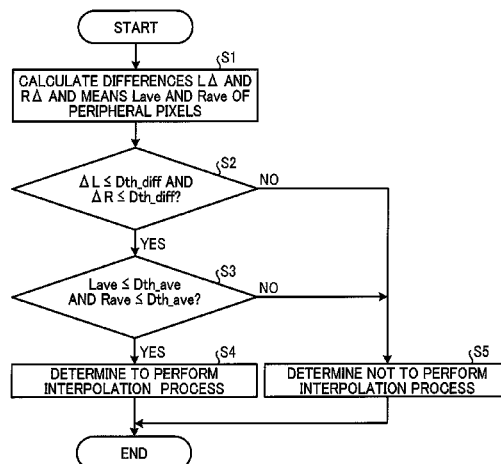 START
S1
CALCULATE DIFFERENCES LΔ AND
RΔ AND MEANS Lave AND Rave OF
PERIPHERAL PIXELS
S2
ΔL ≤ Dth_diff AND
ΔR ≤ Dth_diff?
NO
YES
S3
Lave ≤ Dth_ave
AND Rave ≤ Dth_ave?
NO
YES
S4
DETERMINE TO PERFORM
INTERPOLATION PROCESS
S5
DETERMINE NOT TO PERFORM
INTERPOLATION PROCESS
END